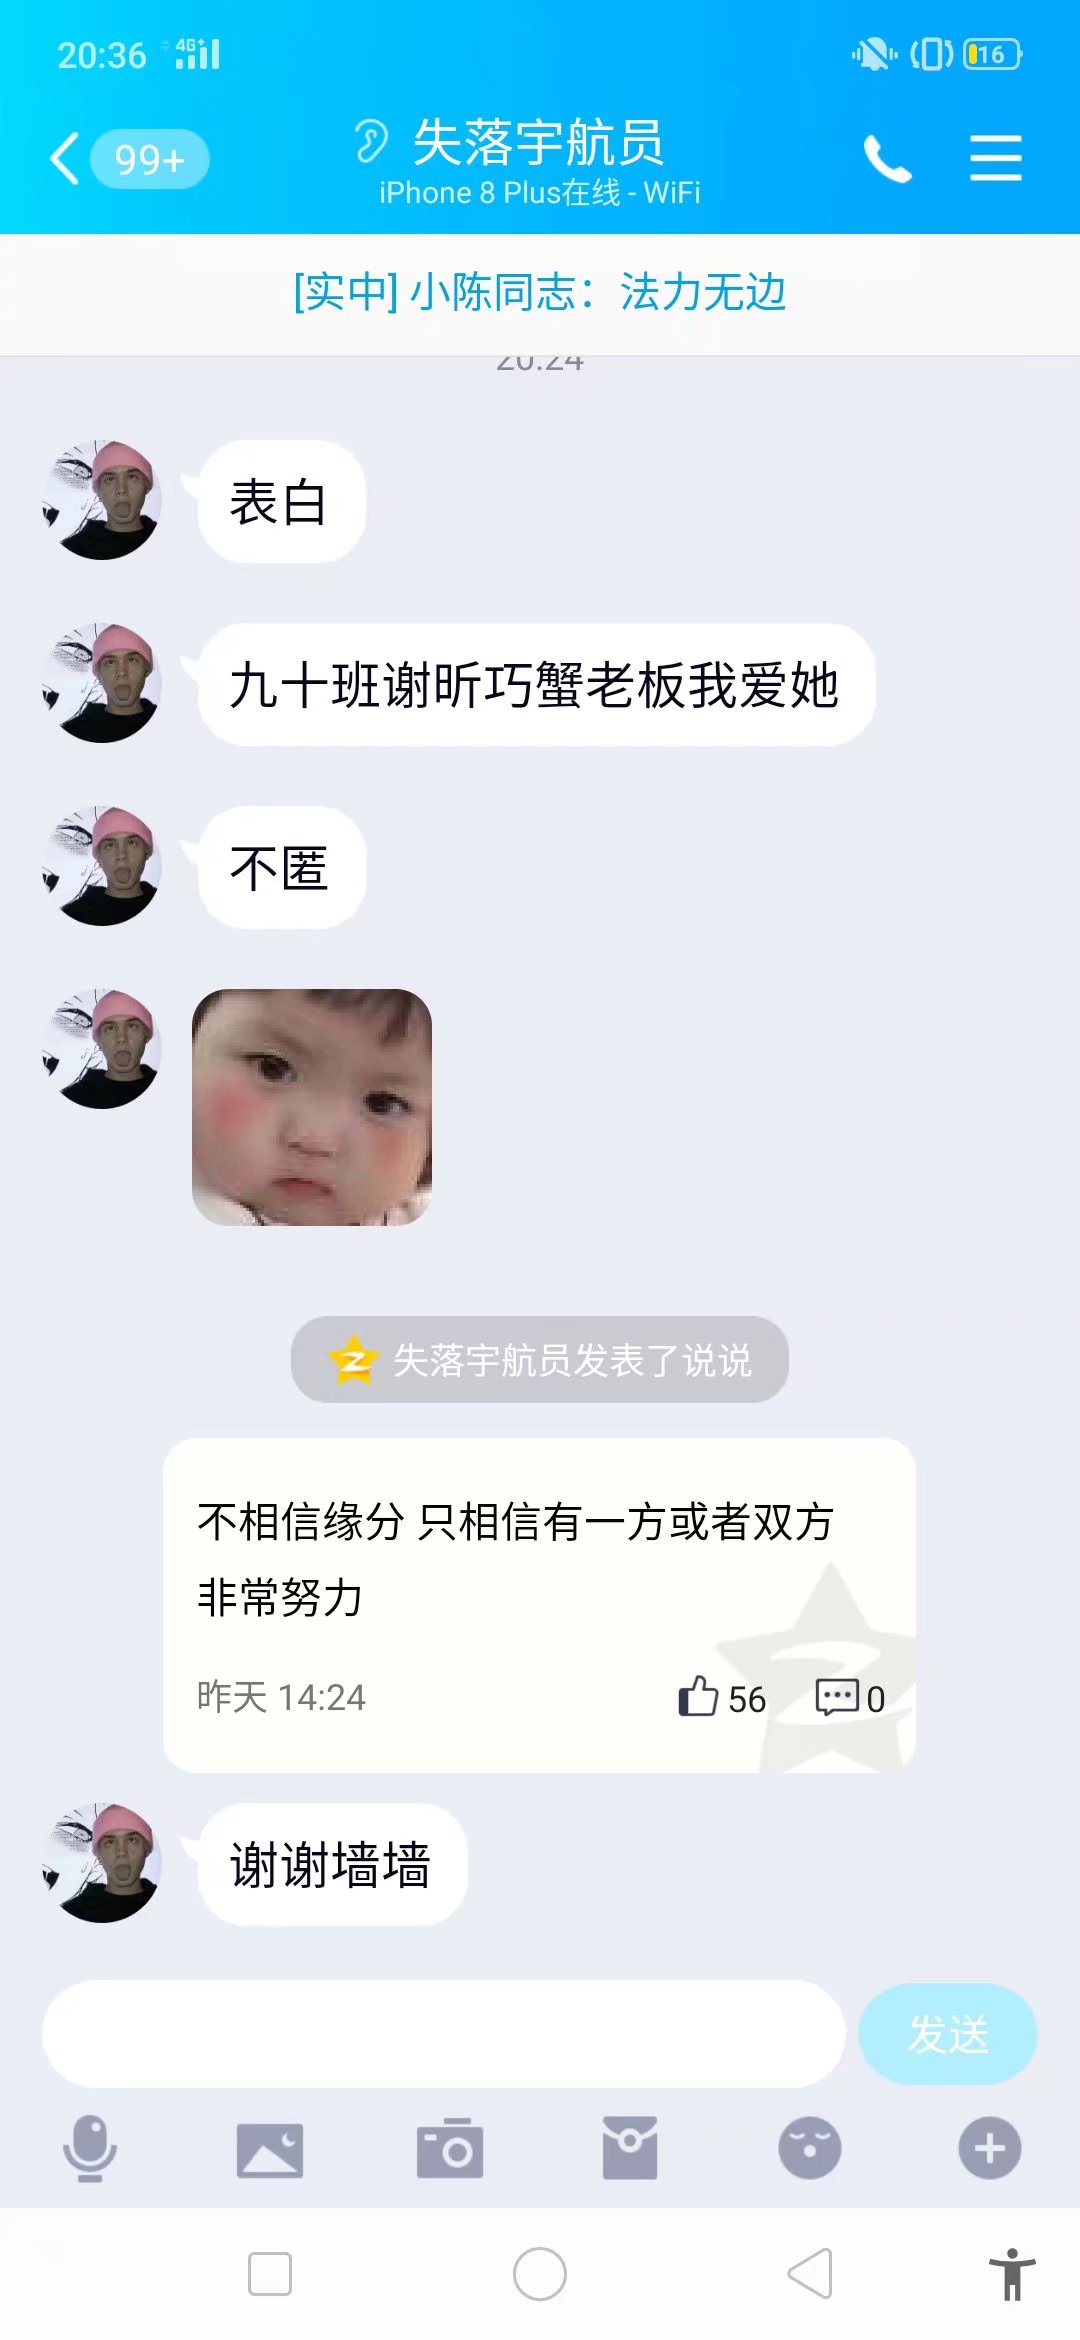 20:36 4G+ 16
99+ 失落宇航员
iPhone 8 Plus在线 - WiFi
[实中] 小陈同志：法力无边
20:24
表白
九十班谢昕巧蟹老板我爱她
不匿
失落宇航员发表了说说
不相信缘分 只相信有一方或者双方
非常努力
昨天 14:24 56 0
谢谢墙墙
发送